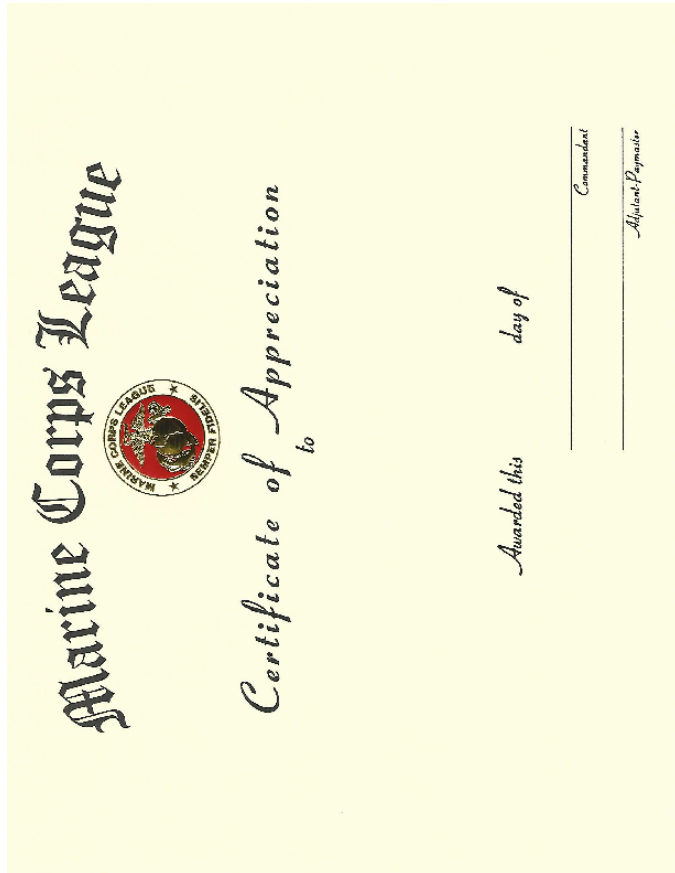 Marine Corps League
MARINE CORPS LEAGUE
SEMPER FIDELIS
Certificate of Appreciation
to
Awarded this day of
Commandant
Adjutant-Paymaster